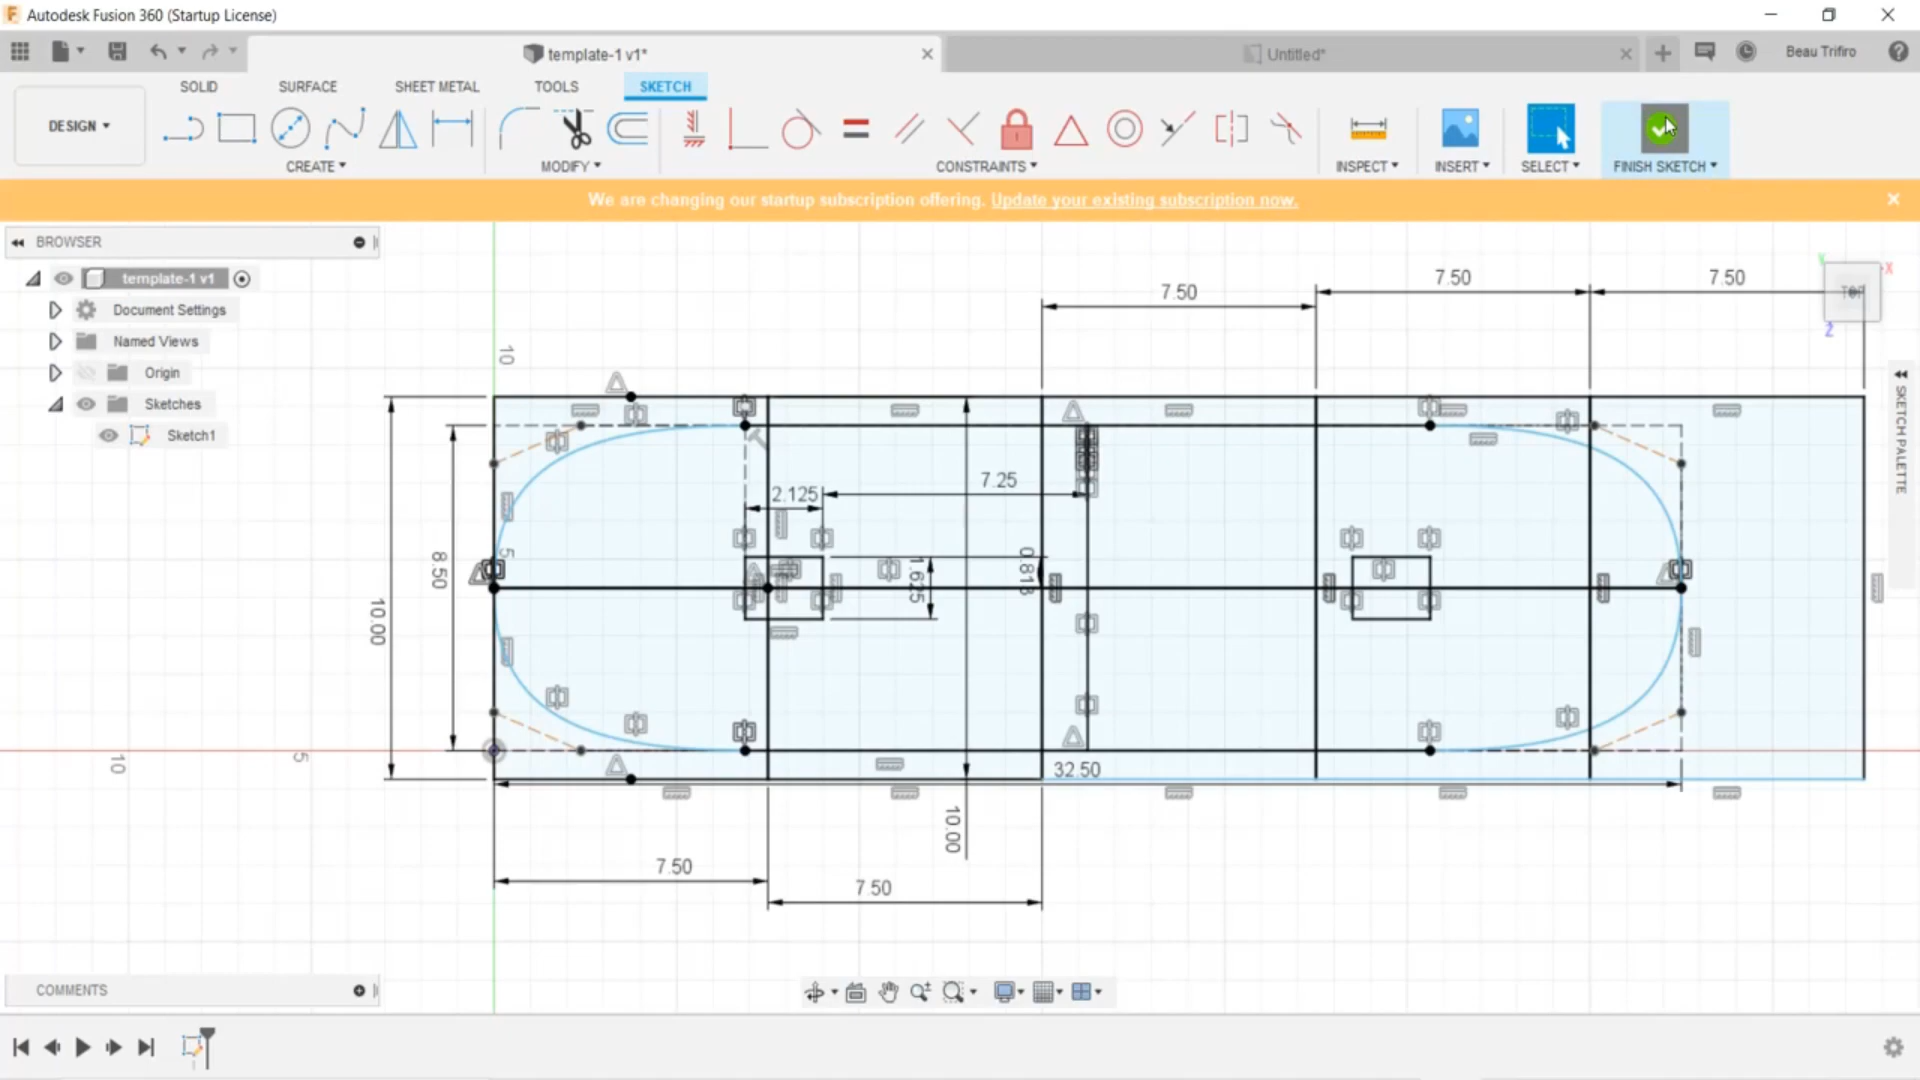 Autodesk Fusion 360 (Startup License)
template-1 v1*
Untitled*
Beau Trifiro
SOLID SURFACE SHEET METAL TOOLS SKETCH
DESIGN
CREATE MODIFY CONSTRAINTS INSPECT INSERT SELECT FINISH SKETCH
We are changing our startup subscription offering. Update your existing subscription now.
BROWSER
template-1 v1
Document Settings
Named Views
Origin
Sketches
Sketch1
7.50 7.50 7.50
TOP
X
Y
Z
SKETCH PALETTE
10
5
10
5
2.125
7.25
8.50
10.00
1.625
0.813
32.50
10.00
7.50
7.50
COMMENTS